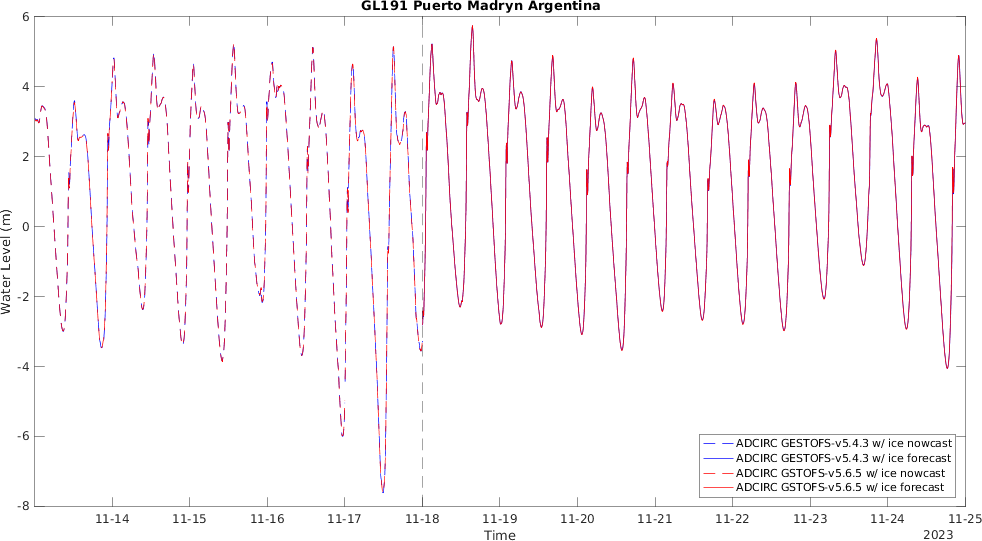 GL191 Puerto Madryn Argentina
6
4
2
0
-2
-4
-6
-8
Water Level (m)
ADCIRC GESTOFS-v5.4.3 w/ ice nowcast
ADCIRC GESTOFS-v5.4.3 w/ ice forecast
ADCIRC GSTOFS-v5.6.5 w/ ice nowcast
ADCIRC GSTOFS-v5.6.5 w/ ice forecast
11-14 11-15 11-16 11-17 11-18 11-19 11-20 11-21 11-22 11-23 11-24 11-25
Time
2023